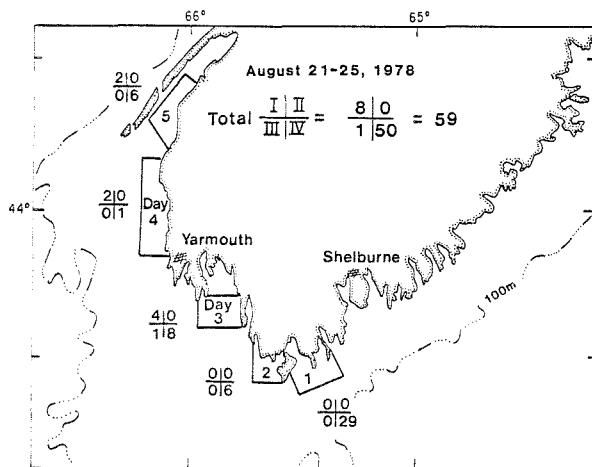 66° 65°
August 21-25, 1978
Total I | II / III | IV = 8 | 0 / 1 | 50 = 59
2|0
0|6
5
44°
2|0
0|1
Day
4
Yarmouth
Shelburne
100m
Day
3
4|0
1|8
2
1
0|0
0|6
0|0
0|29